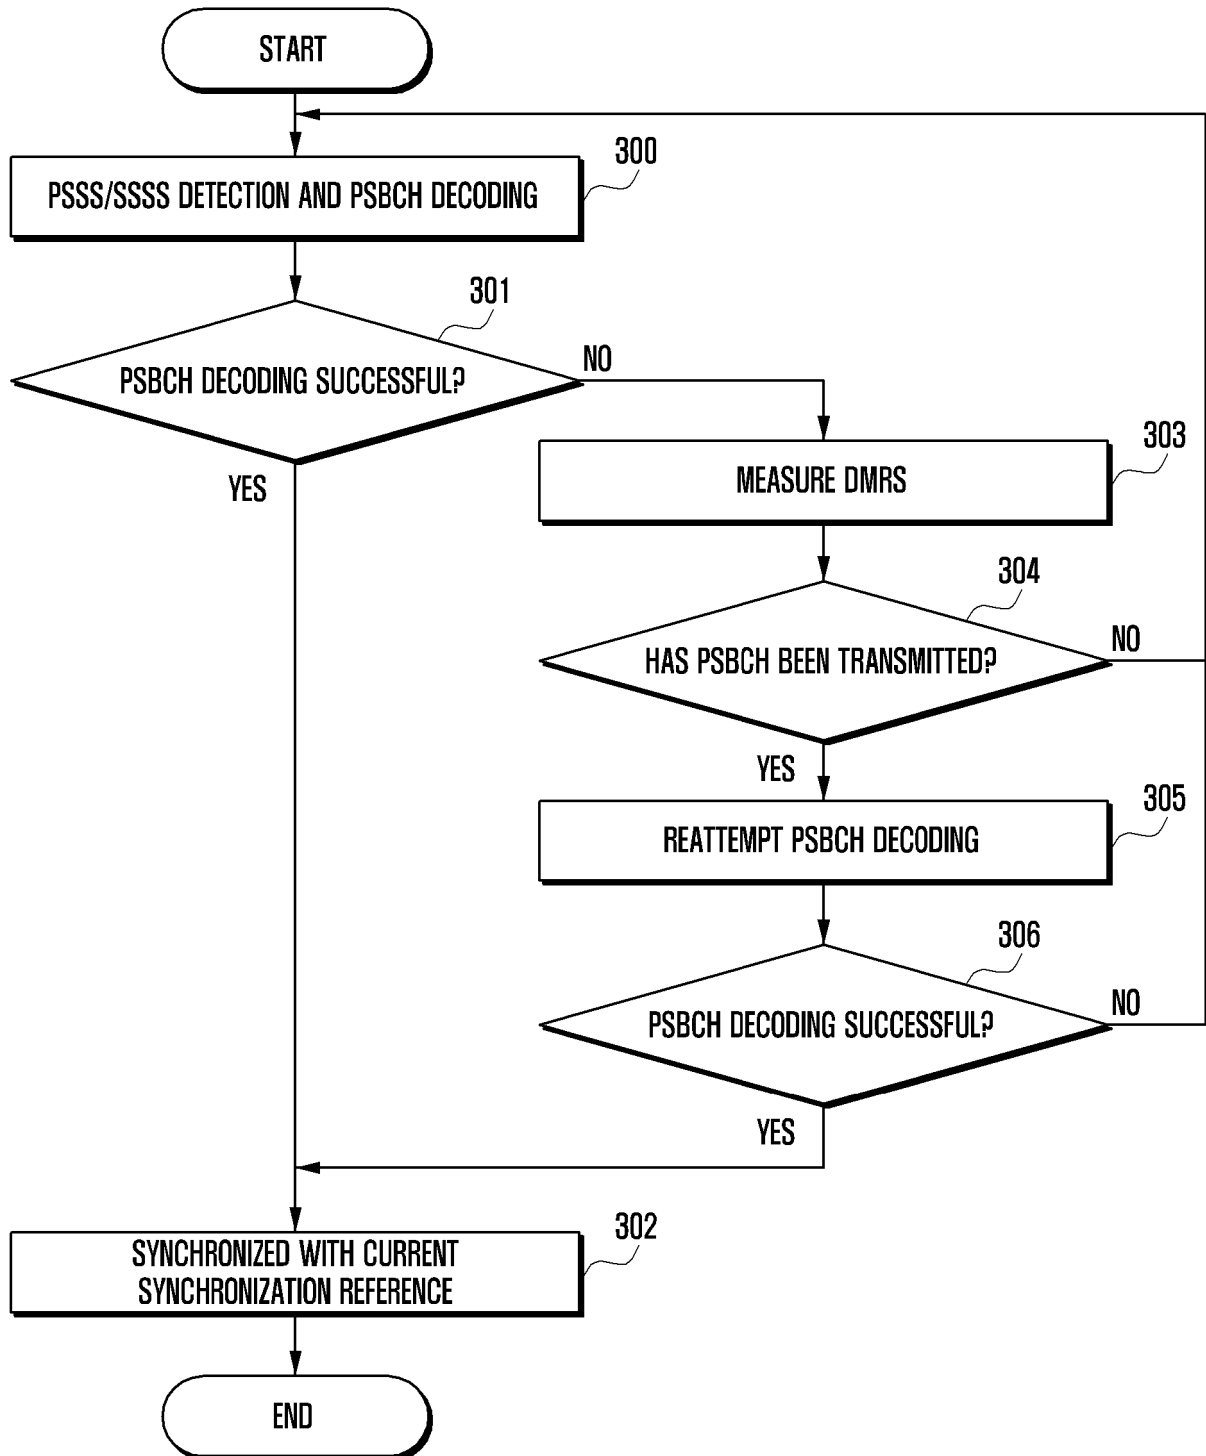 START
300
PSSS/SSSS DETECTION AND PSBCH DECODING
301
PSBCH DECODING SUCCESSFUL?
NO
YES
303
MEASURE DMRS
304
HAS PSBCH BEEN TRANSMITTED?
NO
YES
305
REATTEMPT PSBCH DECODING
306
PSBCH DECODING SUCCESSFUL?
NO
YES
302
SYNCHRONIZED WITH CURRENT
SYNCHRONIZATION REFERENCE
END